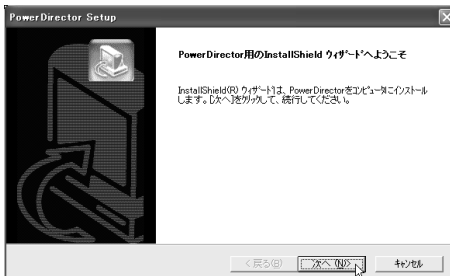 PowerDirector Setup
PowerDirector用のInstallShield ウィザードへようこそ
InstallShield(R) ウィザードは、PowerDirectorをコンピュータにインストール
します。[次へ]をクリックして、続行してください。
< 戻る(B)
次へ (N)>
キャンセル